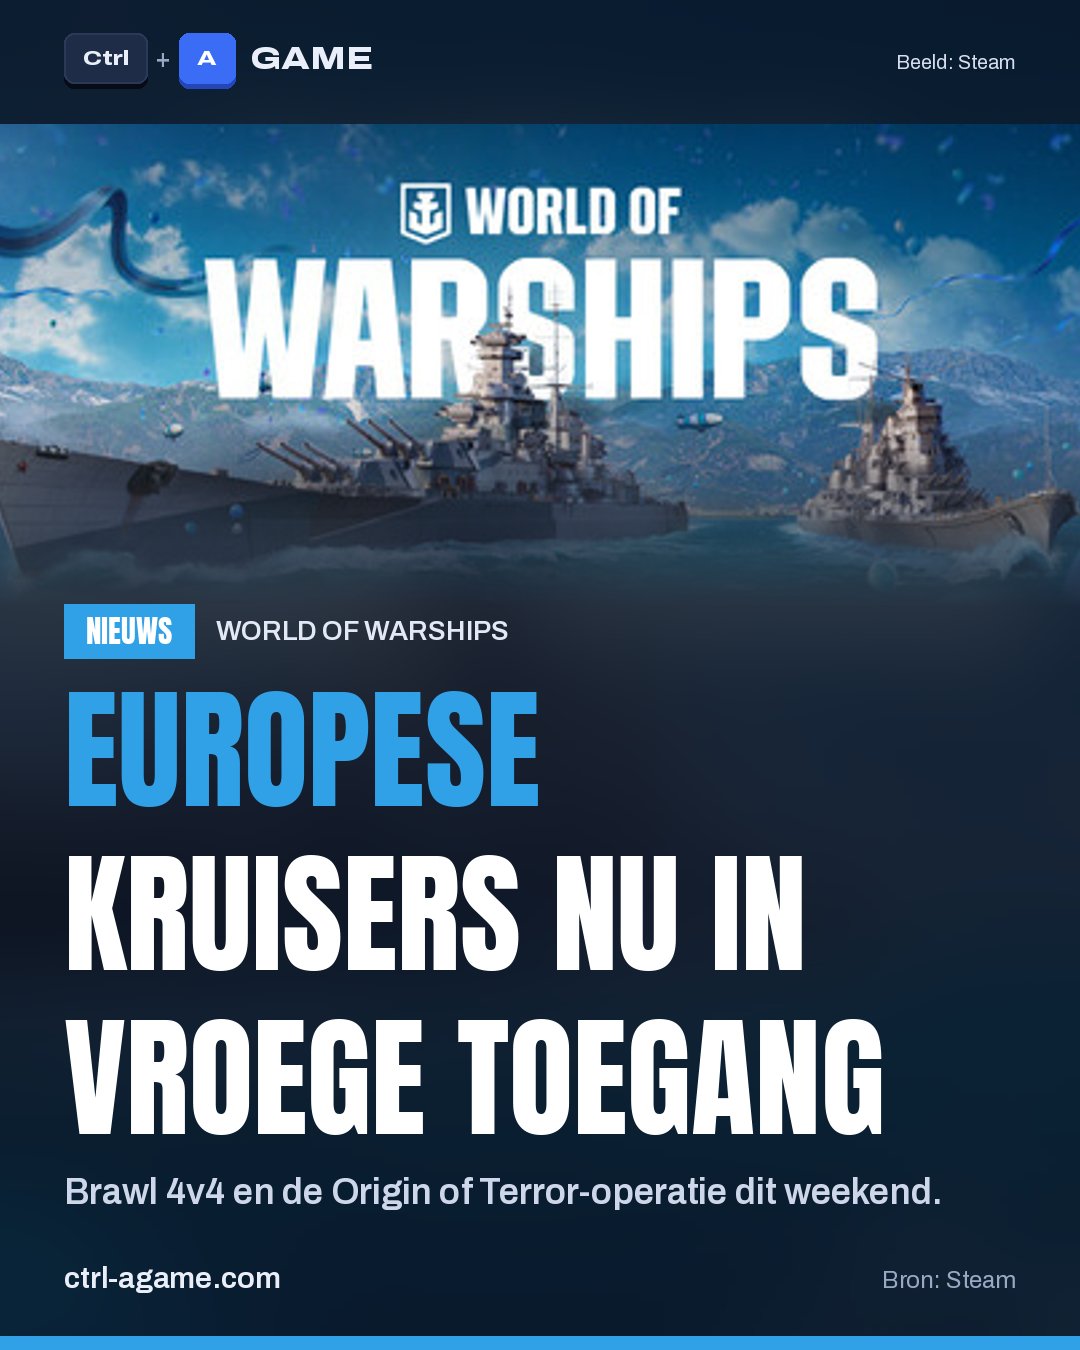 Ctrl + A GAME
Beeld: Steam
WORLD OF
WARSHIPS
NIEUWS WORLD OF WARSHIPS
EUROPESE
KRUISERS NU IN
VROEGE TOEGANG
Brawl 4v4 en de Origin of Terror-operatie dit weekend.
ctrl-agame.com
Bron: Steam